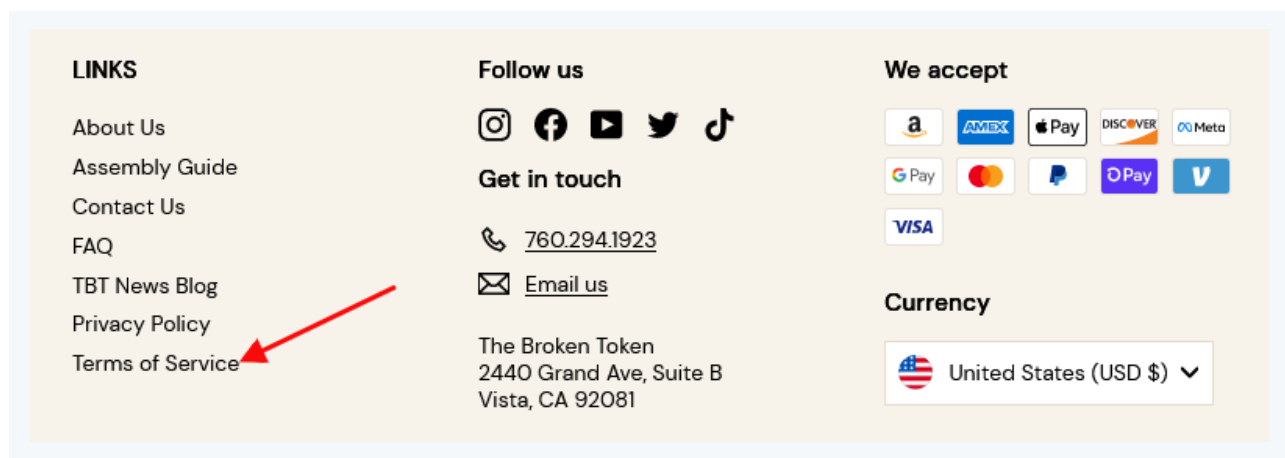 LINKS
About Us
Assembly Guide
Contact Us
FAQ
TBT News Blog
Privacy Policy
Terms of Service
Follow us
Get in touch
760.294.1923
Email us
The Broken Token
2440 Grand Ave, Suite B
Vista, CA 92081
We accept
a AMEX Pay DISCOVER Meta
G Pay P Pay V
VISA
Currency
United States (USD $)